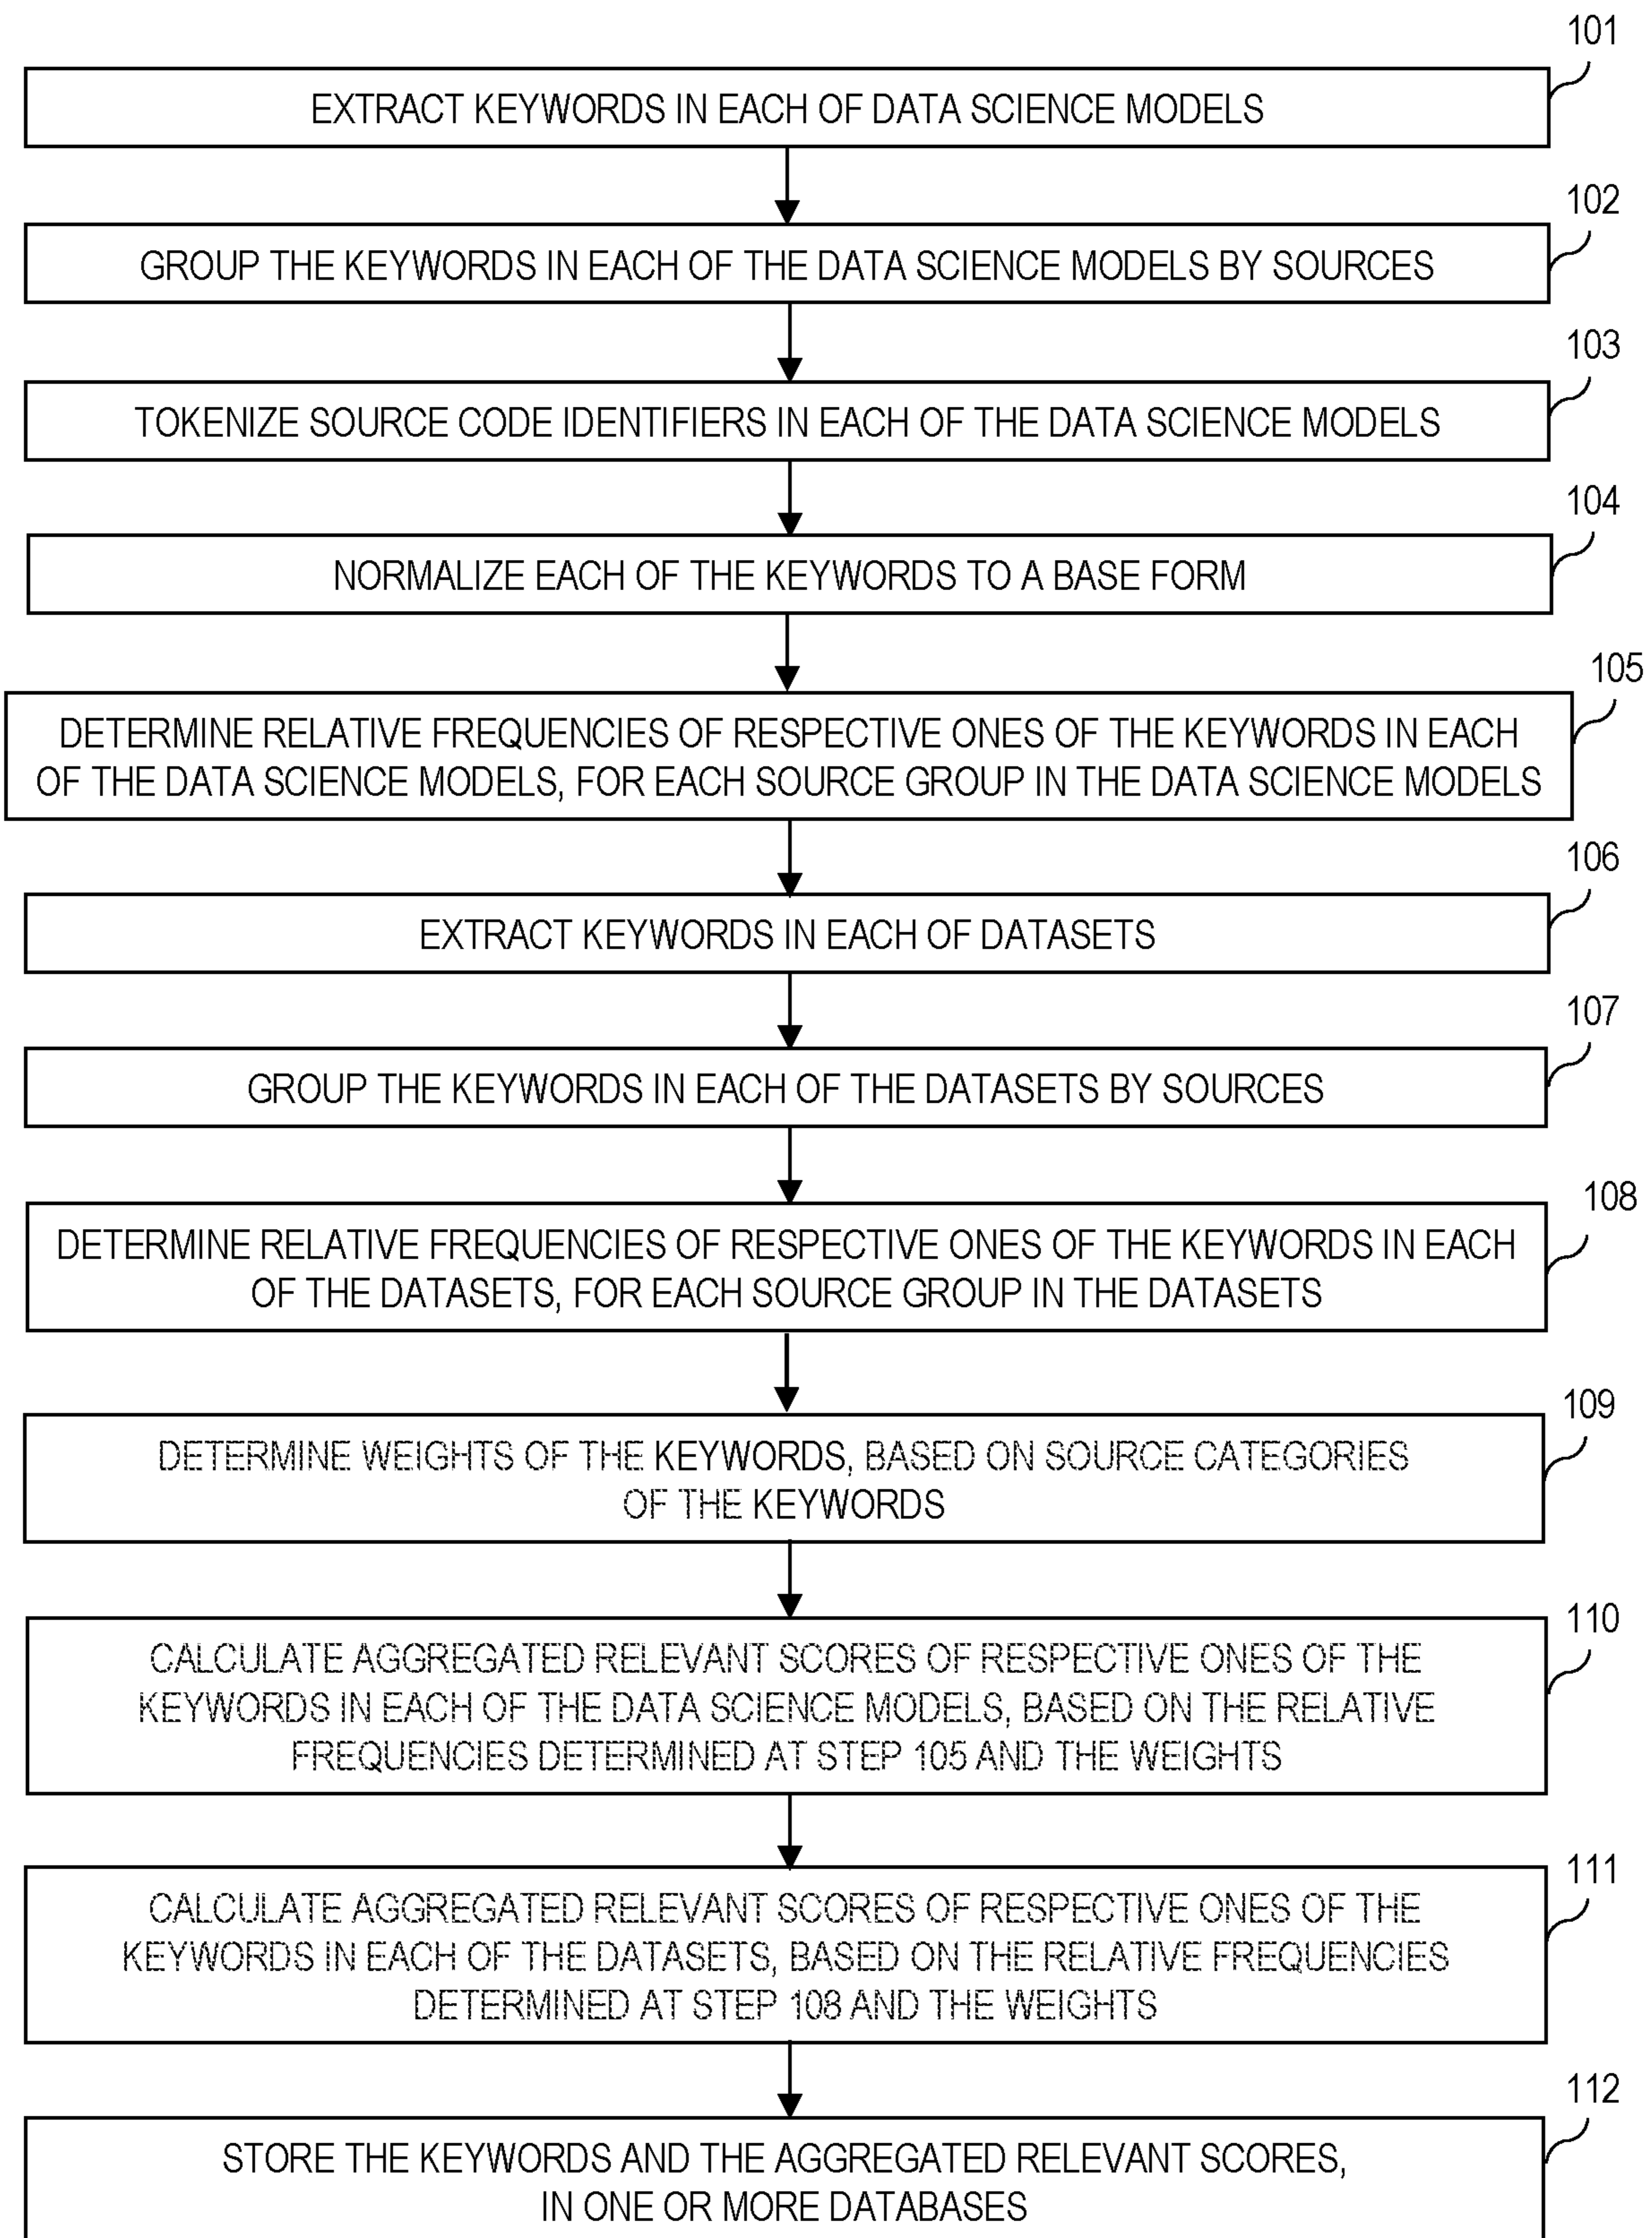 101
EXTRACT KEYWORDS IN EACH OF DATA SCIENCE MODELS
102
GROUP THE KEYWORDS IN EACH OF THE DATA SCIENCE MODELS BY SOURCES
103
TOKENIZE SOURCE CODE IDENTIFIERS IN EACH OF THE DATA SCIENCE MODELS
104
NORMALIZE EACH OF THE KEYWORDS TO A BASE FORM
105
DETERMINE RELATIVE FREQUENCIES OF RESPECTIVE ONES OF THE KEYWORDS IN EACH
OF THE DATA SCIENCE MODELS, FOR EACH SOURCE GROUP IN THE DATA SCIENCE MODELS
106
EXTRACT KEYWORDS IN EACH OF DATASETS
107
GROUP THE KEYWORDS IN EACH OF THE DATASETS BY SOURCES
108
DETERMINE RELATIVE FREQUENCIES OF RESPECTIVE ONES OF THE KEYWORDS IN EACH
OF THE DATASETS, FOR EACH SOURCE GROUP IN THE DATASETS
109
DETERMINE WEIGHTS OF THE KEYWORDS, BASED ON SOURCE CATEGORIES
OF THE KEYWORDS
110
CALCULATE AGGREGATED RELEVANT SCORES OF RESPECTIVE ONES OF THE
KEYWORDS IN EACH OF THE DATA SCIENCE MODELS, BASED ON THE RELATIVE
FREQUENCIES DETERMINED AT STEP 105 AND THE WEIGHTS
111
CALCULATE AGGREGATED RELEVANT SCORES OF RESPECTIVE ONES OF THE
KEYWORDS IN EACH OF THE DATASETS, BASED ON THE RELATIVE FREQUENCIES
DETERMINED AT STEP 108 AND THE WEIGHTS
112
STORE THE KEYWORDS AND THE AGGREGATED RELEVANT SCORES,
IN ONE OR MORE DATABASES